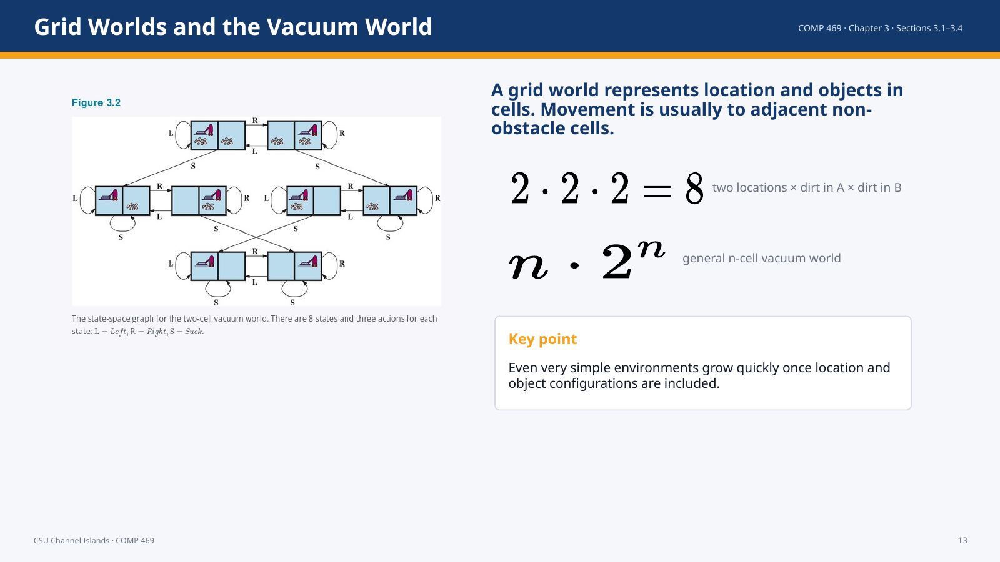 Grid Worlds and the Vacuum World
COMP 469 · Chapter 3 · Sections 3.1–3.4
Figure 3.2
R
L
R
L
S
S
R
R
L
R
L
R
L
L
S
S
S
S
R
L
R
L
S
S
The state-space graph for the two-cell vacuum world. There are 8 states and three actions for each
state: L = Left, R = Right, S = Suck.
A grid world represents location and objects in
cells. Movement is usually to adjacent non-
obstacle cells.
2 · 2 · 2 = 8 two locations × dirt in A × dirt in B
n · 2ⁿ general n-cell vacuum world
Key point
Even very simple environments grow quickly once location and
object configurations are included.
CSU Channel Islands · COMP 469
13